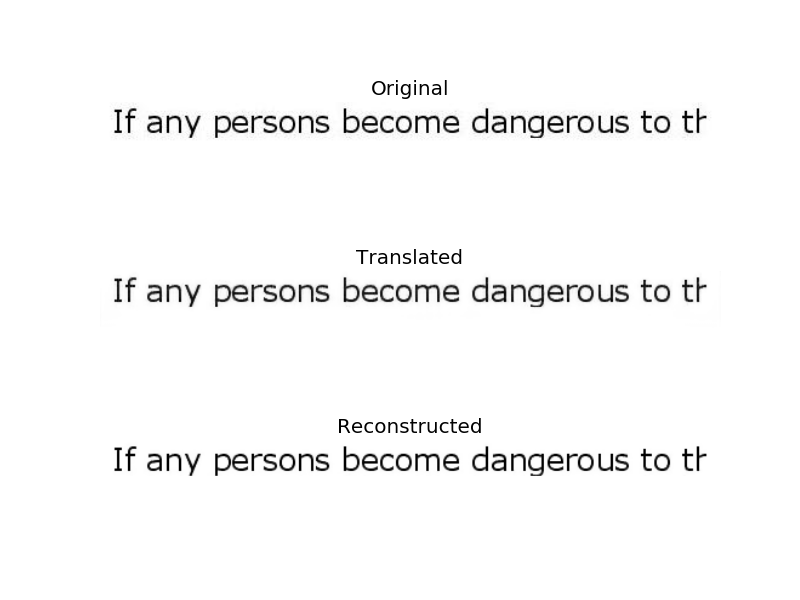 Original
If any persons become dangerous to th
Translated
If any persons become dangerous to th
Reconstructed
If any persons become dangerous to th